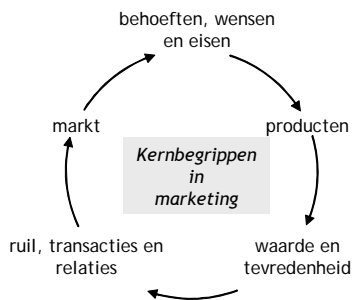 behoeften, wensen
en eisen
markt
producten
Kernbegrippen
in
marketing
ruil, transacties en
relaties
waarde en
tevredenheid